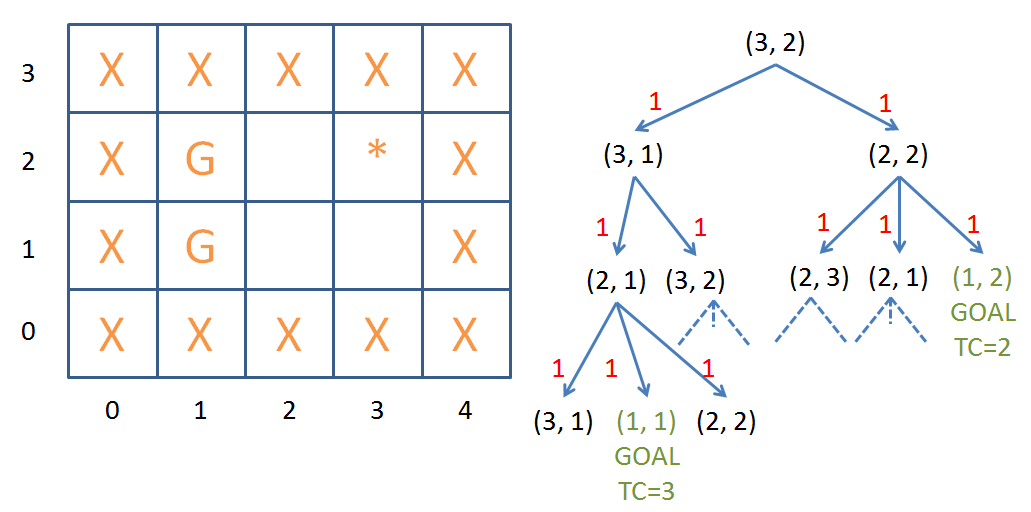 3 X X X X X
2 X G * X
1 X G X
0 X X X X X
0 1 2 3 4
(3, 2)
1 1
(3, 1) (2, 2)
1 1 1 1 1
(2, 1) (3, 2) (2, 3) (2, 1) (1, 2)
GOAL
TC=2
1 1 1
(3, 1) (1, 1) (2, 2)
GOAL
TC=3